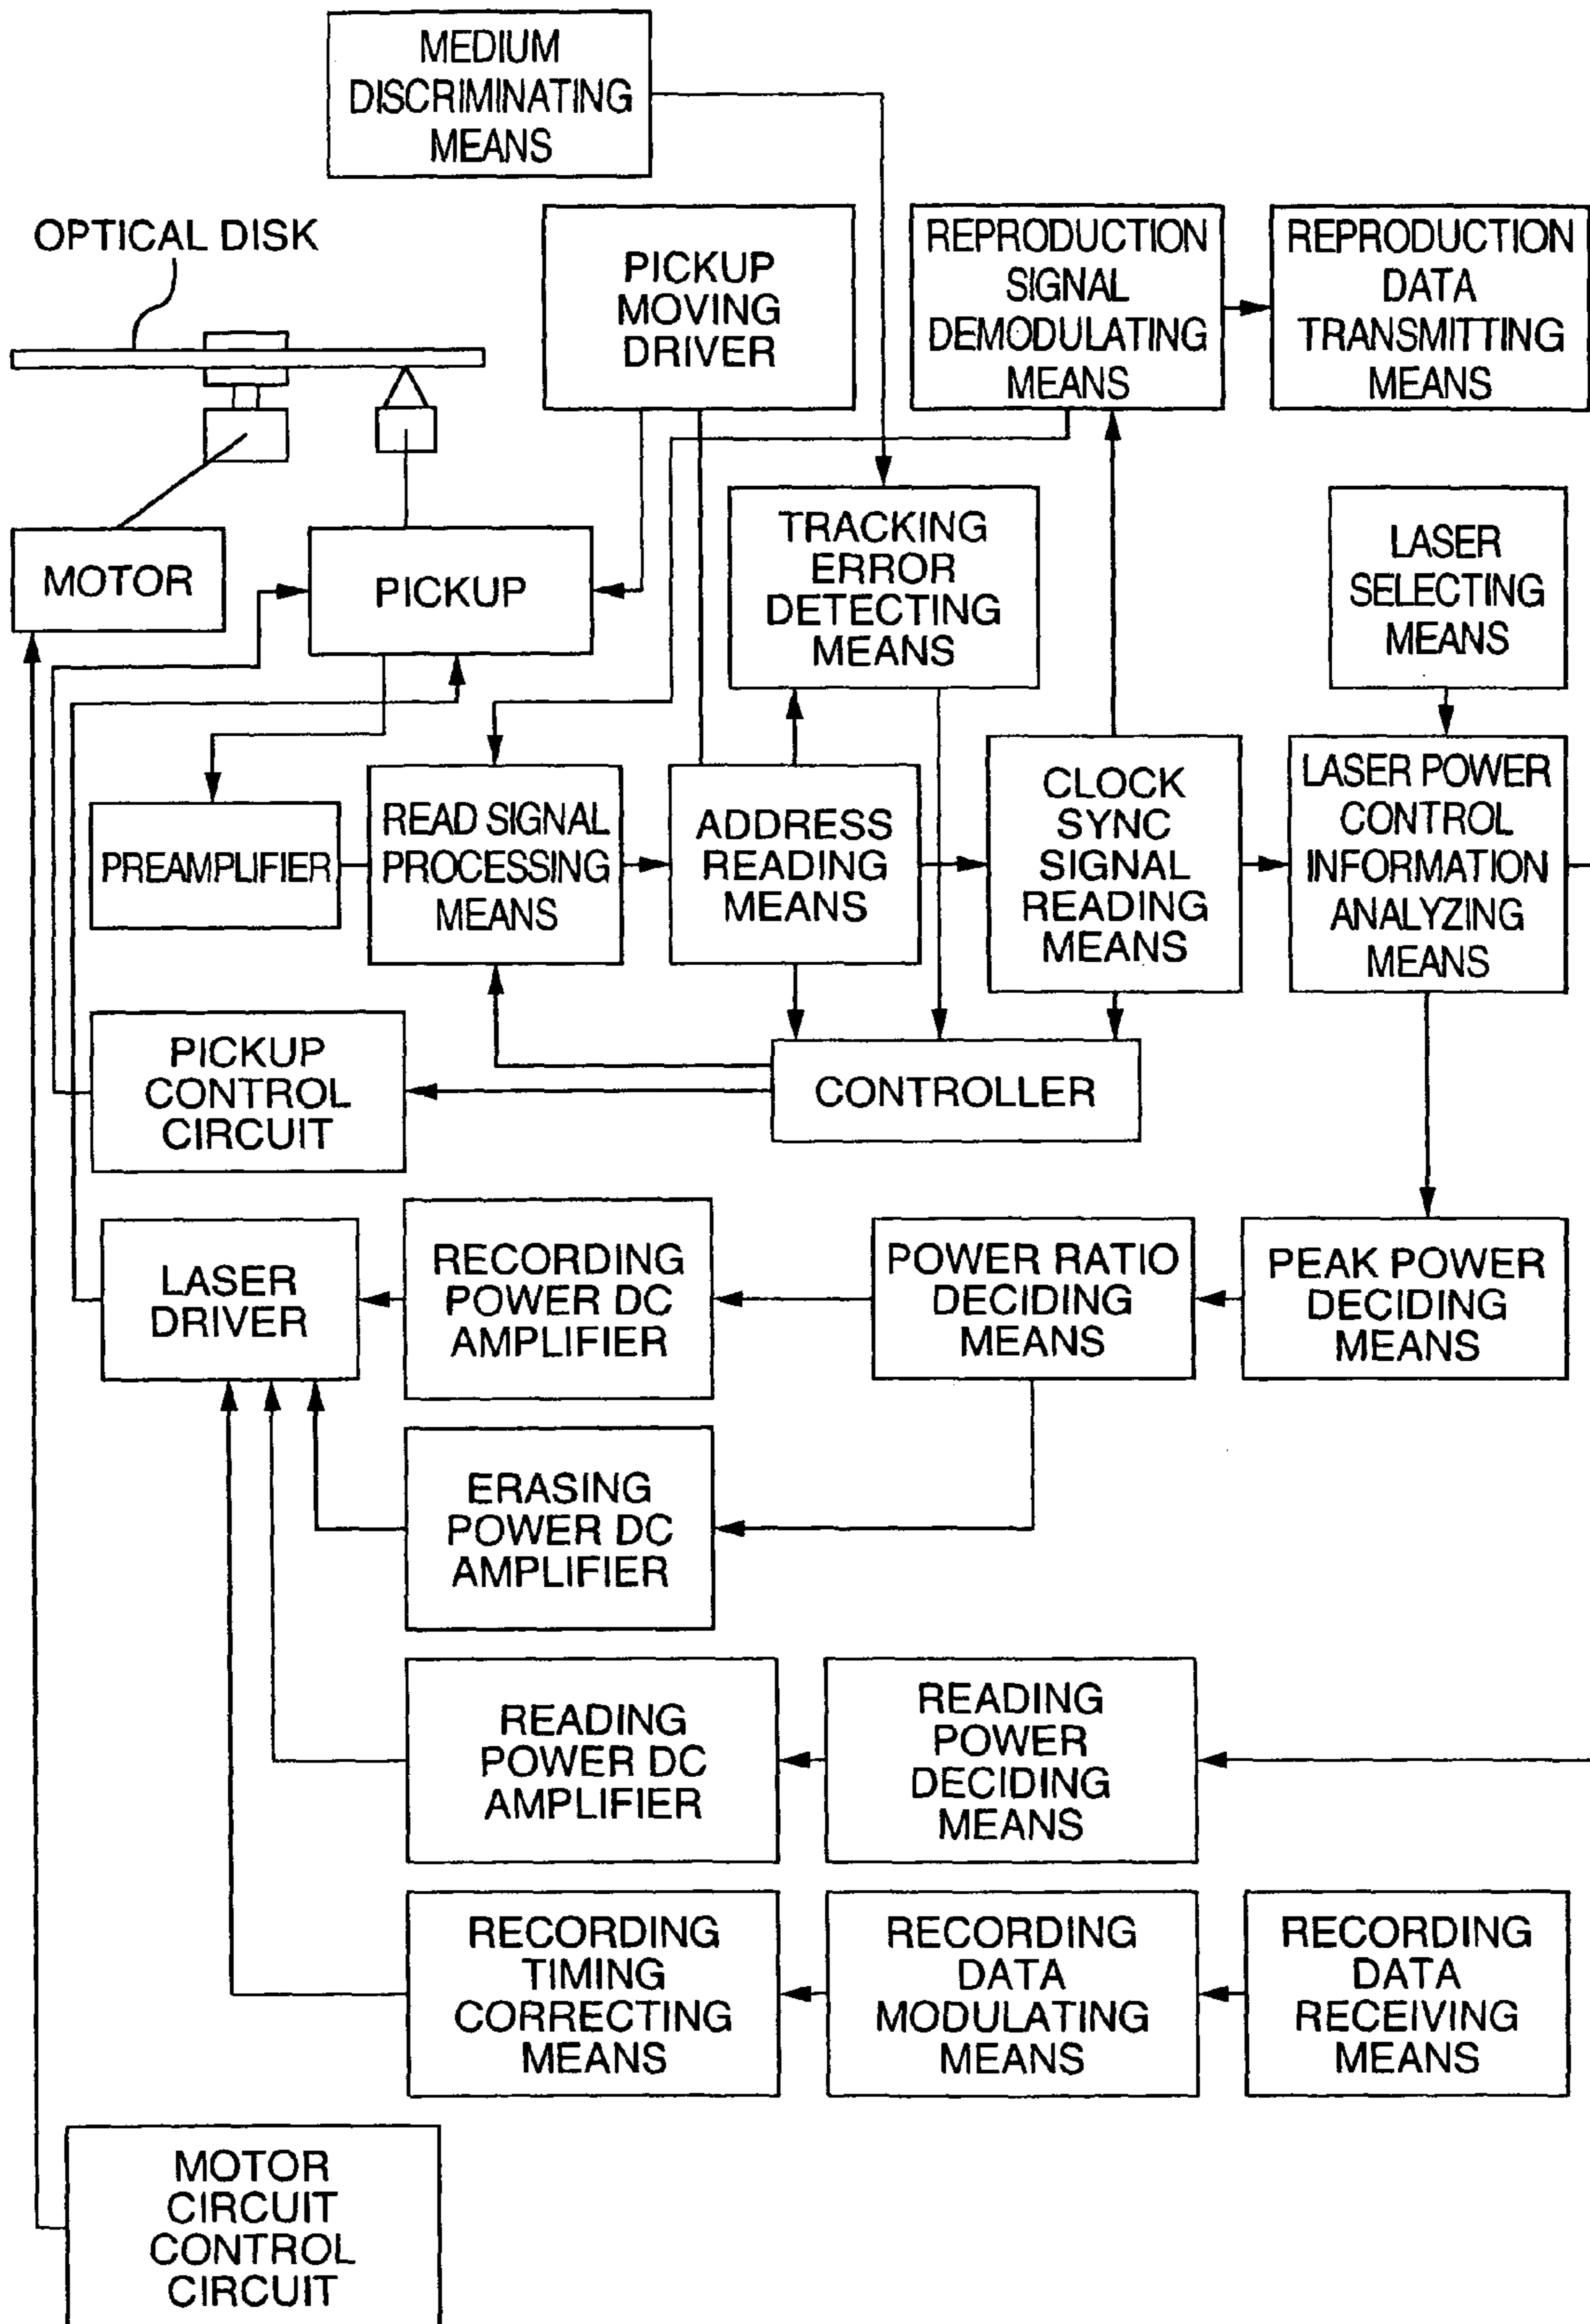 MEDIUM
DISCRIMINATING
MEANS
OPTICAL DISK
PICKUP
MOVING
DRIVER
REPRODUCTION
SIGNAL
DEMODULATING
MEANS
REPRODUCTION
DATA
TRANSMITTING
MEANS
MOTOR
PICKUP
TRACKING
ERROR
DETECTING
MEANS
LASER
SELECTING
MEANS
PREAMPLIFIER
READ SIGNAL
PROCESSING
MEANS
ADDRESS
READING
MEANS
CLOCK
SYNC
SIGNAL
READING
MEANS
LASER POWER
CONTROL
INFORMATION
ANALYZING
MEANS
PICKUP
CONTROL
CIRCUIT
CONTROLLER
LASER
DRIVER
RECORDING
POWER DC
AMPLIFIER
POWER RATIO
DECIDING
MEANS
PEAK POWER
DECIDING
MEANS
ERASING
POWER DC
AMPLIFIER
READING
POWER DC
AMPLIFIER
READING
POWER
DECIDING
MEANS
RECORDING
TIMING
CORRECTING
MEANS
RECORDING
DATA
MODULATING
MEANS
RECORDING
DATA
RECEIVING
MEANS
MOTOR
CIRCUIT
CONTROL
CIRCUIT